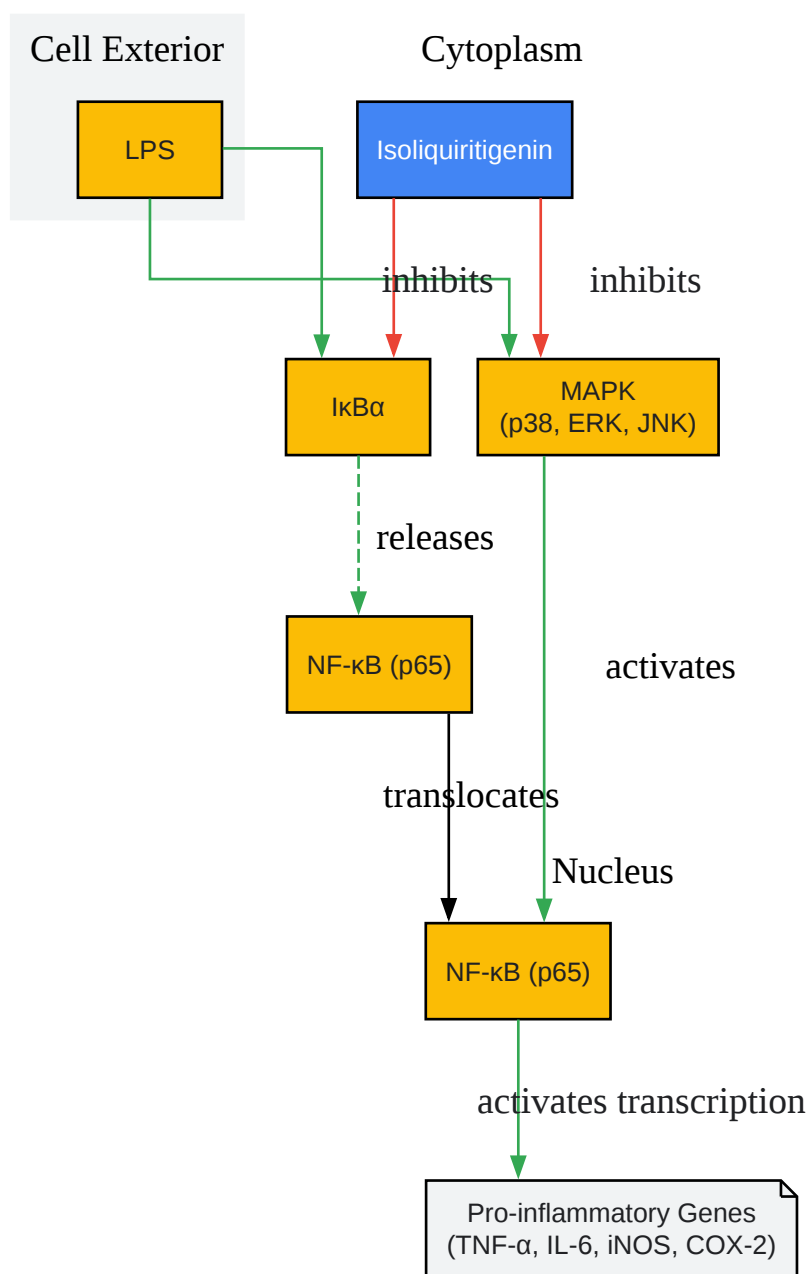 Cell Exterior
Cytoplasm
LPS
Isoliquiritigenin
inhibits
inhibits
IκBα
MAPK
(p38, ERK, JNK)
releases
NF-κB (p65)
activates
translocates
Nucleus
NF-κB (p65)
activates transcription
Pro-inflammatory Genes
(TNF-α, IL-6, iNOS, COX-2)